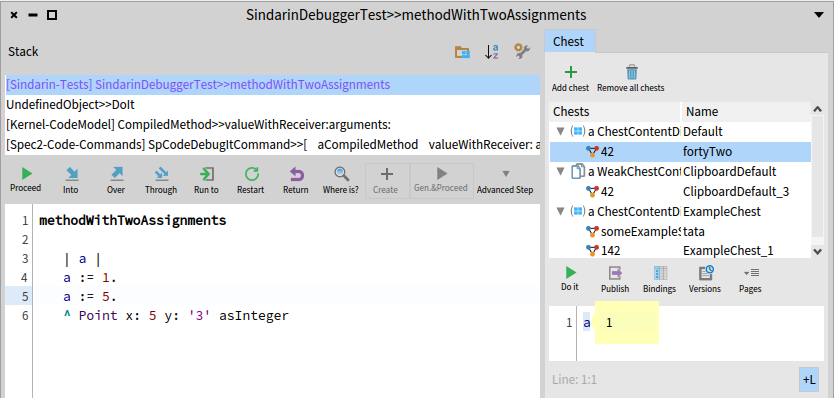 SindarinDebuggerTest>>methodWithTwoAssignments
Stack
[Sindarin-Tests] SindarinDebuggerTest>>methodWithTwoAssignments
UndefinedObject>>DoIt
[Kernel-CodeModel] CompiledMethod>>valueWithReceiver:arguments:
[Spec2-Code-Commands] SpCodeDebugItCommand>>[ aCompiledMethod valueWithReceiver: a
Proceed Into Over Through Run to Restart Return Where is? Create Gen.&Proceed Advanced Step
1 methodWithTwoAssignments
2
3 | a |
4 a := 1.
5 a := 5.
6 ^ Point x: 5 y: '3' asInteger
Chest
Add chest Remove all chests
Chests Name
a ChestContentD Default
42 fortyTwo
a WeakChestCont ClipboardDefault
42 ClipboardDefault_3
a ChestContentD ExampleChest
someExampleS tata
142 ExampleChest_1
Do it Publish Bindings Versions Pages
1 a 1
Line: 1:1 +L